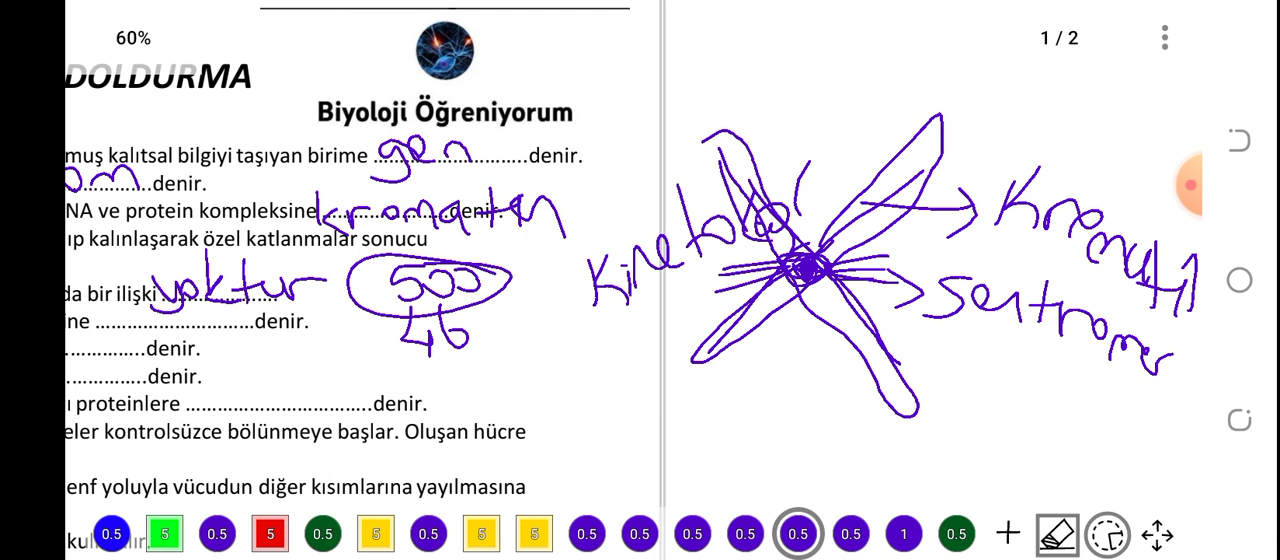 60%
1 / 2
DOLDURMA
Biyoloji Öğreniyorum
muş kalıtsal bilgiyi taşıyan birime ...gen...denir.
om............denir.
NA ve protein kompleksine kromatin denir.
ıp kalınlaşarak özel katlanmalar sonucu
da bir ilişki yoktur 500
46
ine ............................denir.
...............denir.
...............denir.
ı proteinlere ................................denir.
eler kontrolsüzce bölünmeye başlar. Oluşan hücre
enf yoluyla vücudun diğer kısımlarına yayılmasına
Sentromer
0.5 5 0.5 5 0.5 5 0.5 5 5 0.5 0.5 0.5 0.5 0.5 0.5 1 0.5